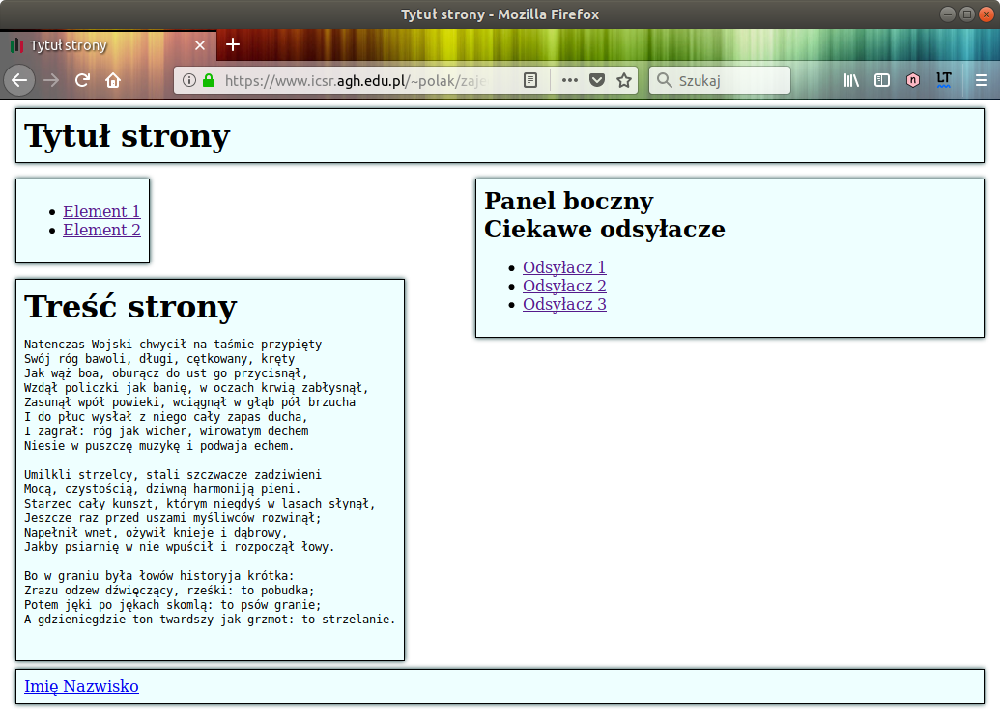 Tytuł strony - Mozilla Firefox
Tytuł strony
https://www.icsr.agh.edu.pl/~polak/zaje
Szukaj
n
LT
Tytuł strony
Element 1
Element 2
Panel boczny
Ciekawe odsyłacze
Odsyłacz 1
Odsyłacz 2
Odsyłacz 3
Treść strony
Natenczas Wojski chwycił na taśmie przypięty
Swój róg bawoli, długi, cętkowany, kręty
Jak wąż boa, oburącz do ust go przycisnął,
Wzdął policzki jak banię, w oczach krwią zabłysnął,
Zasunął wpół powieki, wciągnął w głąb pół brzucha
I do płuc wysłał z niego cały zapas ducha,
I zagrał: róg jak wicher, wirowatym dechem
Niesie w puszczę muzykę i podwaja echem.
Umilkli strzelcy, stali szczwacze zadziwieni
Mocą, czystością, dziwną harmoniją pieni.
Starzec cały kunszt, którym niegdyś w lasach słynął,
Jeszcze raz przed uszami myśliwców rozwinął;
Napełnił wnet, ożywił knieje i dąbrowy,
Jakby psiarnię w nie wpuścił i rozpoczął łowy.
Bo w graniu była łowów historyja krótka:
Zrazu odzew dźwięczący, rześki: to pobudka;
Potem jęki po jękach skomlą: to psów granie;
A gdzieniegdzie ton twardszy jak grzmot: to strzelanie.
Imię Nazwisko